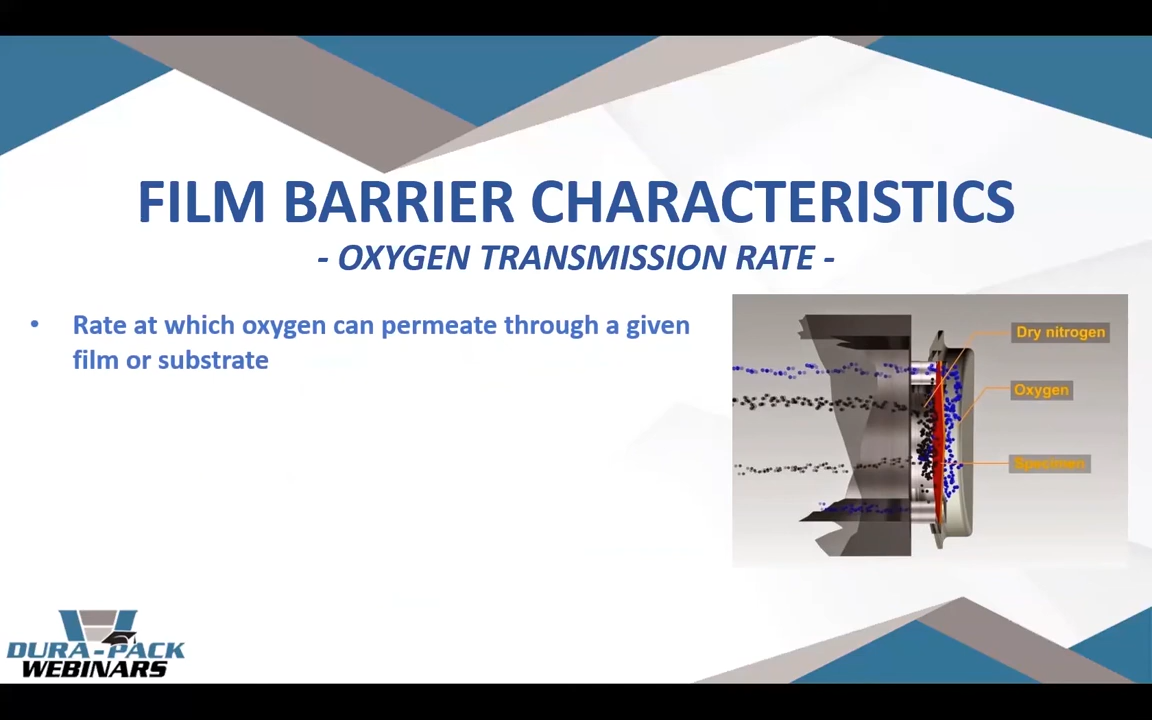 FILM BARRIER CHARACTERISTICS
- OXYGEN TRANSMISSION RATE -
• Rate at which oxygen can permeate through a given
film or substrate
Dry nitrogen
Oxygen
Specimen
DURA-PACK
WEBINARS